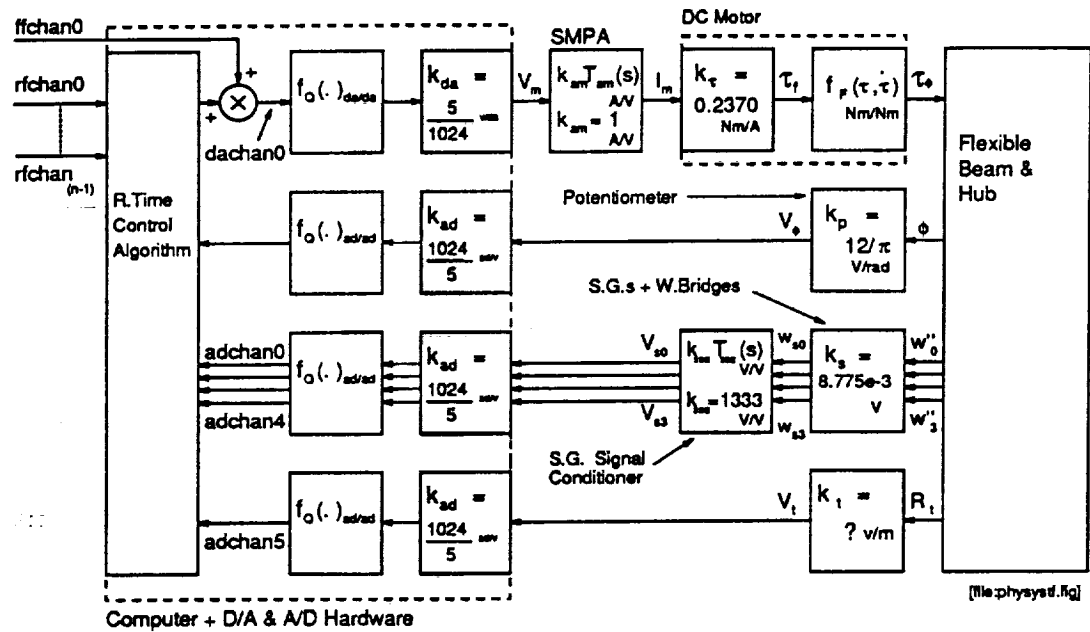 DC Motor
ffchan0
SMPA
rfchan0
rfchan
(n-1)
R.Time
Control
Algorithm
+
+
dachan0
f_Q(.)_da/da
k_da =
5
1024
V_m
k_am T_am(s)
A/V
k_am = 1
A/V
I_m
k_τ =
0.2370
Nm/A
τ_f
f_F(τ,τ̇)
Nm/Nm
τ_ϕ
Flexible
Beam &
Hub
Potentiometer
f_Q(.)_ad/ad
k_ad =
1024
5
V_ϕ
k_p =
12/π
V/rad
ϕ
S.G.s + W.Bridges
adchan0
adchan4
f_Q(.)_ad/ad
k_ad =
1024
5
V_s0
V_s3
T (s)
V/V
=1333
V/V
w_s0
w_s3
k_s =
8.775e-3
V
w''_0
w''_3
S.G. Signal
Conditioner
adchan5
f_Q(.)_ad/ad
k_ad =
1024
5
V_t
k_t =
? v/m
R_t
[file:physystf.fig]
Computer + D/A & A/D Hardware